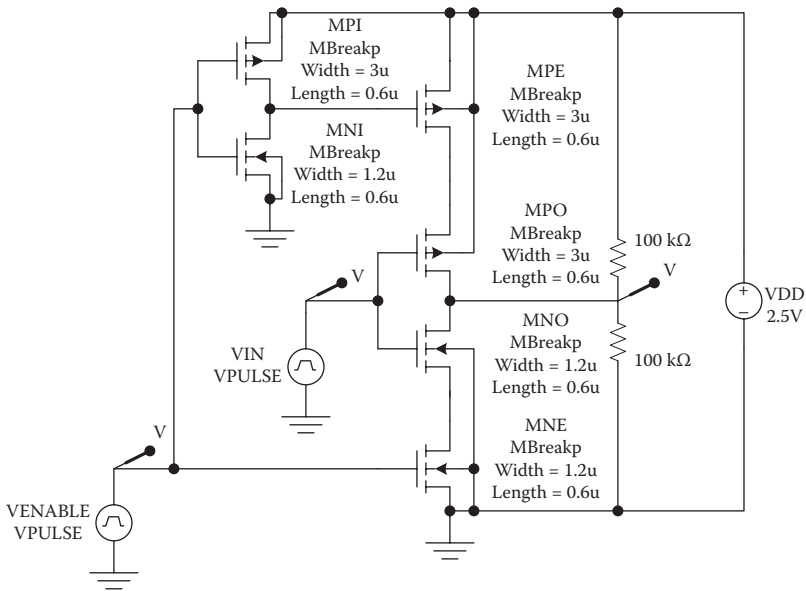 MPI
MBreakp
Width = 3u
Length = 0.6u
MNI
MBreakp
Width = 1.2u
Length = 0.6u
MPE
MBreakp
Width = 3u
Length = 0.6u
MPO
MBreakp
Width = 3u
Length = 0.6u
100 kΩ
V
V
+
−
VDD
2.5V
MNO
MBreakp
Width = 1.2u
Length = 0.6u
100 kΩ
VIN
VPULSE
MNE
MBreakp
Width = 1.2u
Length = 0.6u
V
VENABLE
VPULSE